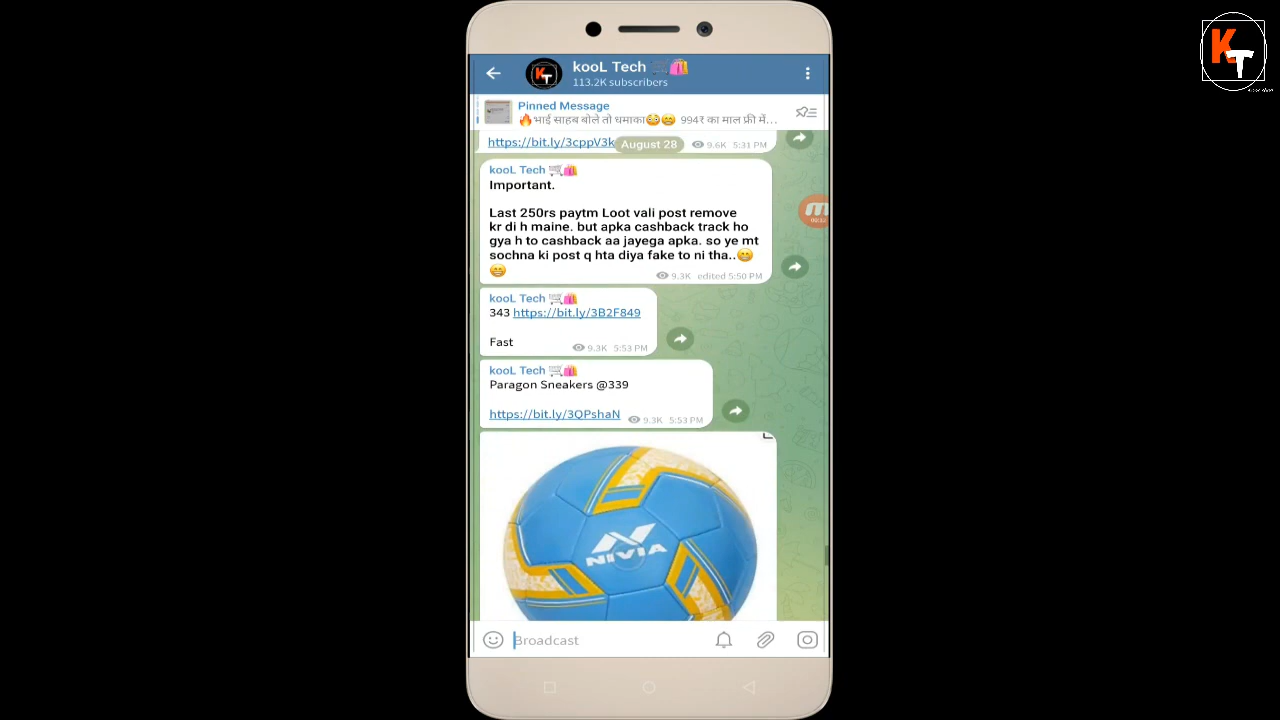 KT
kooL Tech 🛒🛍️
113.2K subscribers
Pinned Message
🔥भाई साहब बोले तो धमाका😳😄 994₹ का माल फ्री में...
https://bit.ly/3cppV3k
August 28
9.6K 5:31 PM
kooL Tech 🛒🛍️
Important.
Last 250rs paytm Loot vali post remove
kr di h maine. but apka cashback track ho
gya h to cashback aa jayega apka. so ye mt
sochna ki post q hta diya fake to ni tha..😁
😁
9.3K edited 5:50 PM
kooL Tech 🛒🛍️
343 https://bit.ly/3B2F849
Fast
9.3K 5:53 PM
kooL Tech 🛒🛍️
Paragon Sneakers @339
https://bit.ly/3QPshaN 9.3K 5:53 PM
NIVIA
Broadcast